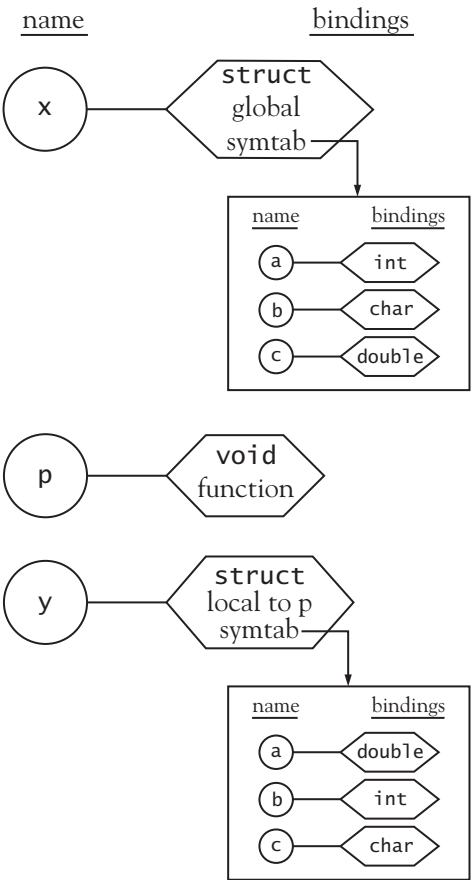 name bindings
x
struct
global
symtab
name bindings
a int
b char
c double
p
void
function
y
struct
local to p
symtab
name bindings
a double
b int
c char